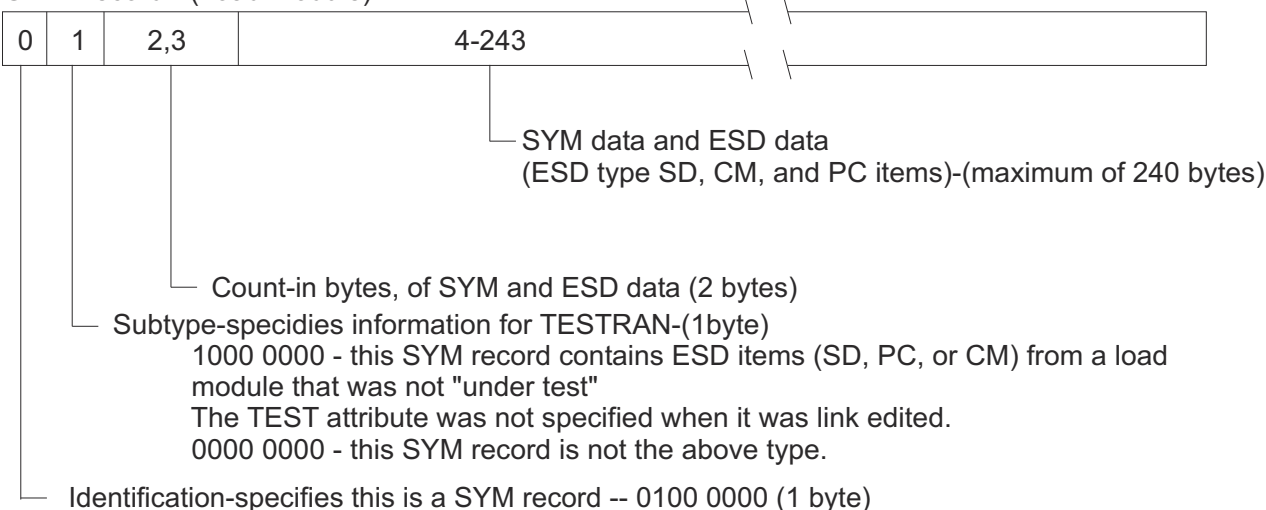 0 1 2,3 4-243
SYM data and ESD data
(ESD type SD, CM, and PC items)-(maximum of 240 bytes)
Count-in bytes, of SYM and ESD data (2 bytes)
Subtype-specidies information for TESTRAN-(1byte)
1000 0000 - this SYM record contains ESD items (SD, PC, or CM) from a load
module that was not "under test"
The TEST attribute was not specified when it was link edited.
0000 0000 - this SYM record is not the above type.
Identification-specifies this is a SYM record -- 0100 0000 (1 byte)